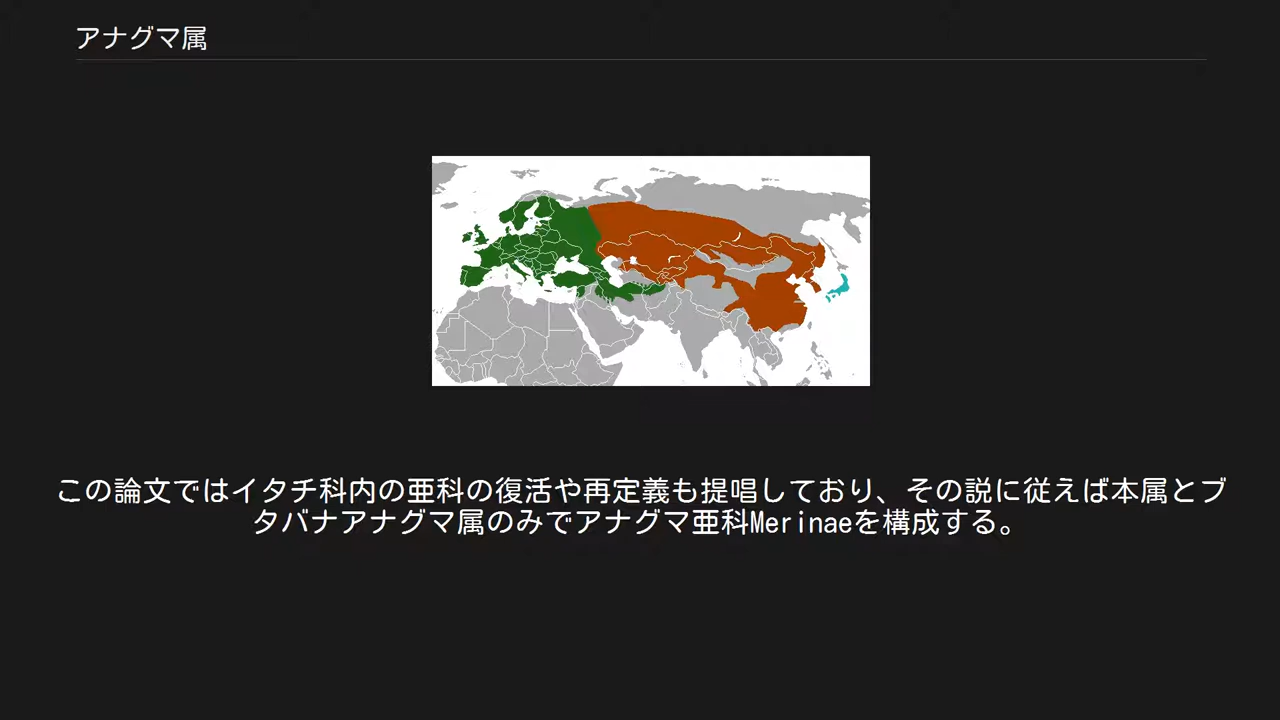 アナグマ属
この論文ではイタチ科内の亜科の復活や再定義も提唱しており、その説に従えば本属とブ
タバナアナグマ属のみでアナグマ亜科Merinaeを構成する。